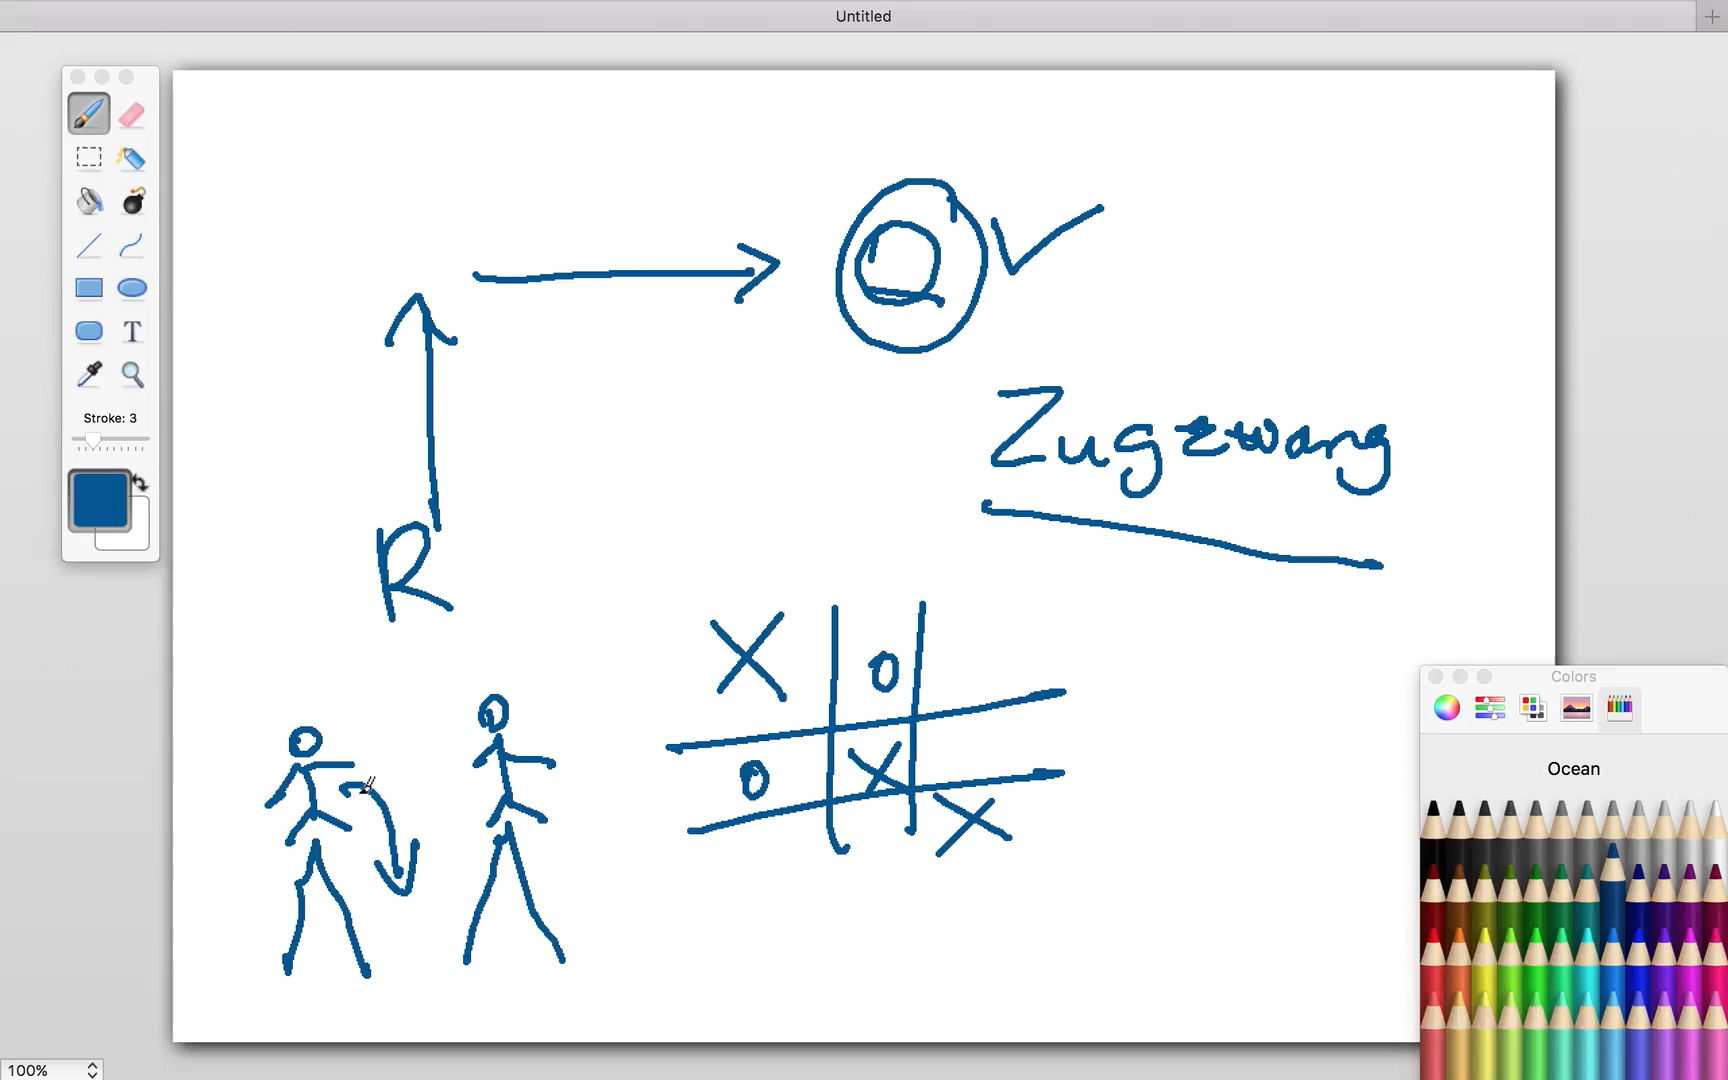 Untitled
Stroke: 3
Zugzwang
R
X O
O X
X
Colors
Ocean
100%